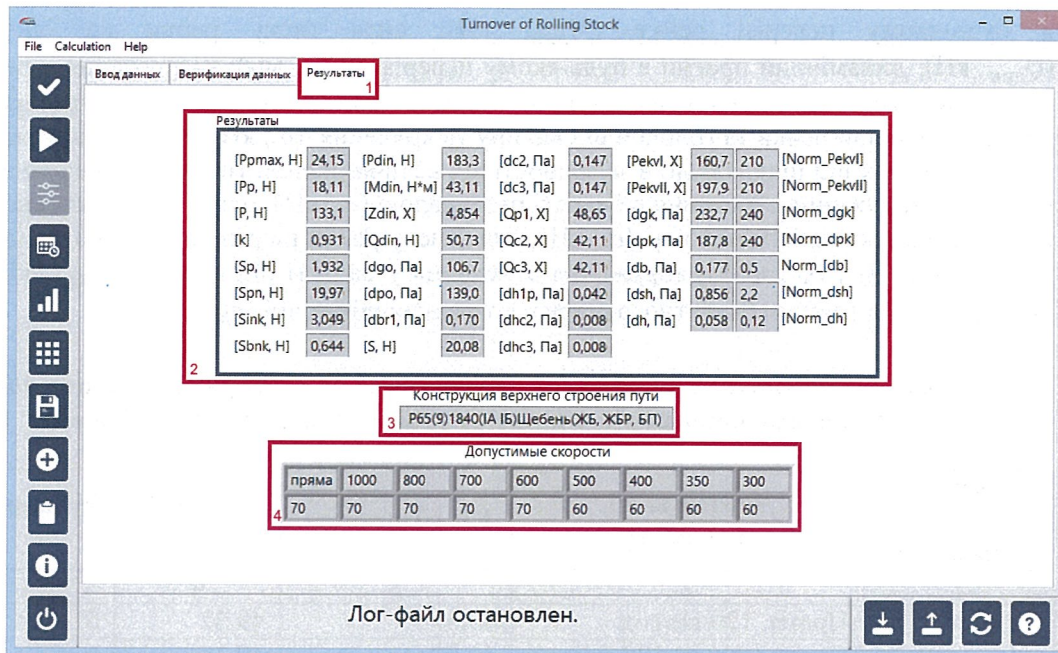 Turnover of Rolling Stock
File Calculation Help
Ввод данных Верификация данных Результаты
1
Результаты
[Ppmax, H] 24,15 [Pdin, H] 183,3 [dc2, Па] 0,147 [PekvI, X] 160,7 210 [Norm_PekvI]
[Pp, H] 18,11 [Mdin, H*м] 43,11 [dc3, Па] 0,147 [PekvII, X] 197,9 210 [Norm_PekvII]
[P, H] 133,1 [Zdin, X] 4,854 [Qp1, X] 48,65 [dgk, Па] 232,7 240 [Norm_dgk]
[k] 0,931 [Qdin, H] 50,73 [Qc2, X] 42,11 [dpk, Па] 187,8 240 [Norm_dpk]
[Sp, H] 1,932 [dgo, Па] 106,7 [Qc3, X] 42,11 [db, Па] 0,177 0,5 Norm_[db]
[Spn, H] 19,97 [dpo, Па] 139,0 [dh1p, Па] 0,042 [dsh, Па] 0,856 2,2 [Norm_dsh]
[Sink, H] 3,049 [dbr1, Па] 0,170 [dhc2, Па] 0,008 [dh, Па] 0,058 0,12 [Norm_dh]
[Sbnk, H] 0,644 [S, H] 20,08 [dhc3, Па] 0,008
2
Конструкция верхнего строения пути
3 Р65(9)1840(IА IБ)Щебень(ЖБ, ЖБР, БП)
Допустимые скорости
пряма 1000 800 700 600 500 400 350 300
4 70 70 70 70 70 60 60 60 60
Лог-файл остановлен.